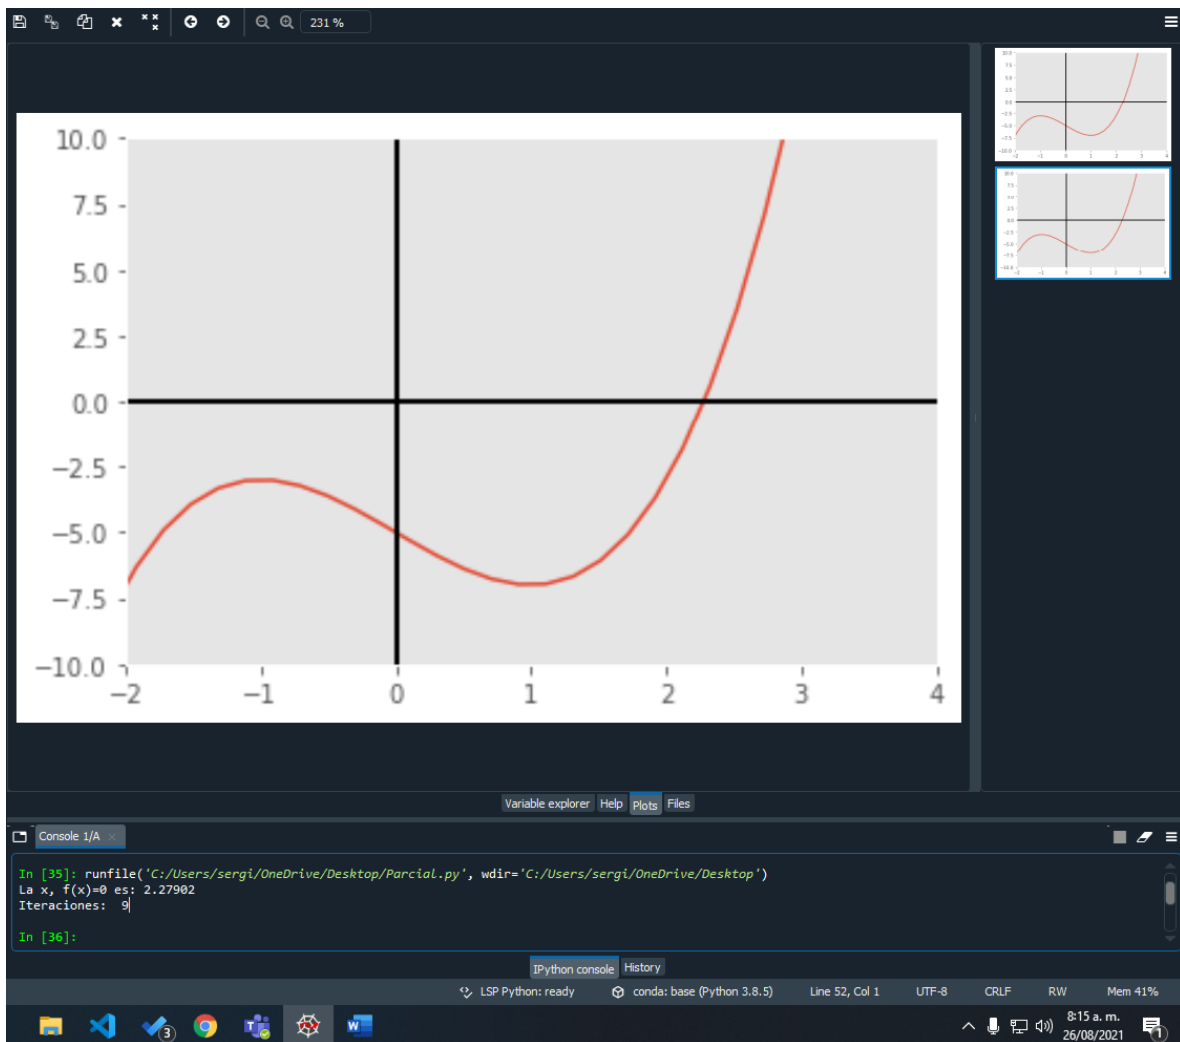 231 %
10.0
7.5
5.0
2.5
0.0
−2.5
−5.0
−7.5
−10.0
−2 −1 0 1 2 3 4
Variable explorer Help Plots Files
Console 1/A
In [35]: runfile('C:/Users/sergi/OneDrive/Desktop/Parcial.py', wdir='C:/Users/sergi/OneDrive/Desktop')
La x, f(x)=0 es: 2.27902
Iteraciones:  9
In [36]:
IPython console History
LSP Python: ready conda: base (Python 3.8.5) Line 52, Col 1 UTF-8 CRLF RW Mem 41%
3
8:15 a. m.
26/08/2021
1